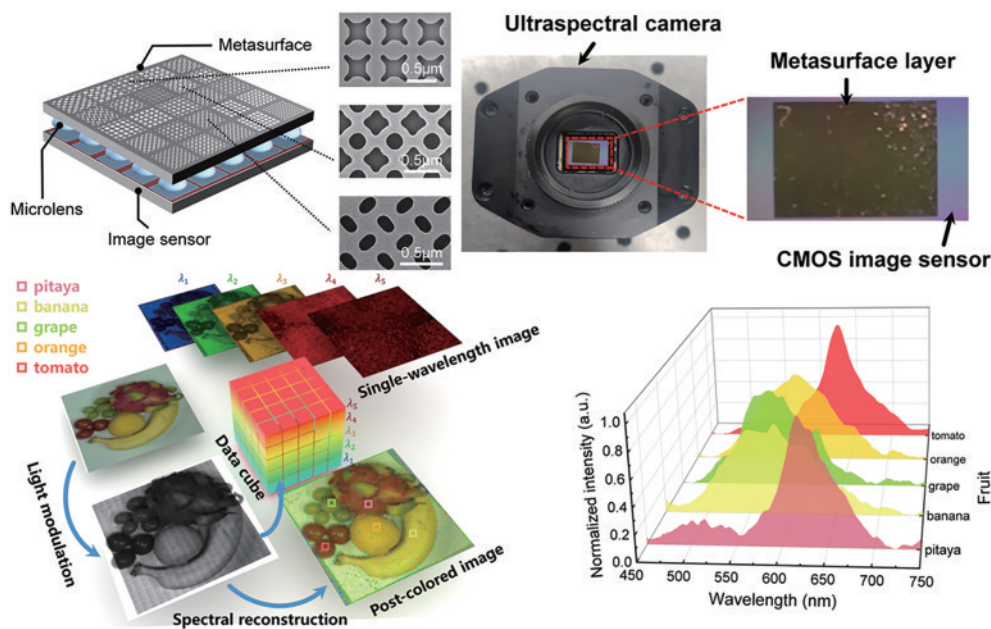 Metasurface
Microlens
Image sensor
0.5μm
0.5μm
0.5μm
Ultraspectral camera
Metasurface layer
CMOS image sensor
pitaya
banana
grape
orange
tomato
λ1
λ2
λ3
λ4
λ5
Single-wavelength image
Data cube
λ5
λ4
λ3
λ2
λ1
Light modulation
Spectral reconstruction
Post-colored image
Normalized intensity (a.u.)
1.0
0.8
0.6
0.4
0.2
0.0
450
500
550
600
650
700
750
Wavelength (nm)
tomato
orange
grape
banana
pitaya
Fruit